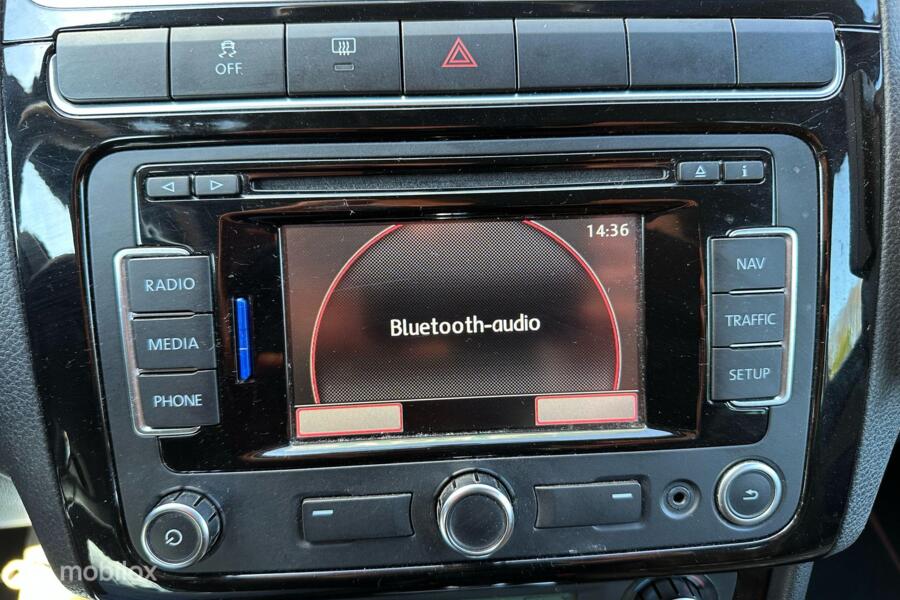 OFF
i
14:36
Bluetooth-audio
RADIO
MEDIA
PHONE
NAV
TRAFFIC
SETUP
mobilox